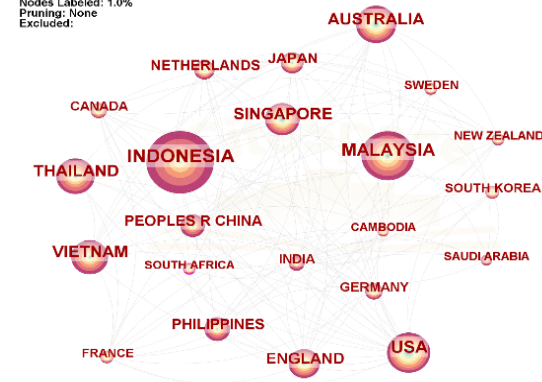 Nodes Labeled: 1.0%
Pruning: None
Excluded:
AUSTRALIA
JAPAN
NETHERLANDS
SWEDEN
CANADA
SINGAPORE
NEW ZEALAND
MALAYSIA
INDONESIA
THAILAND
SOUTH KOREA
PEOPLES R CHINA
CAMBODIA
VIETNAM
SOUTH AFRICA
INDIA
SAUDI ARABIA
GERMANY
PHILIPPINES
USA
FRANCE
ENGLAND